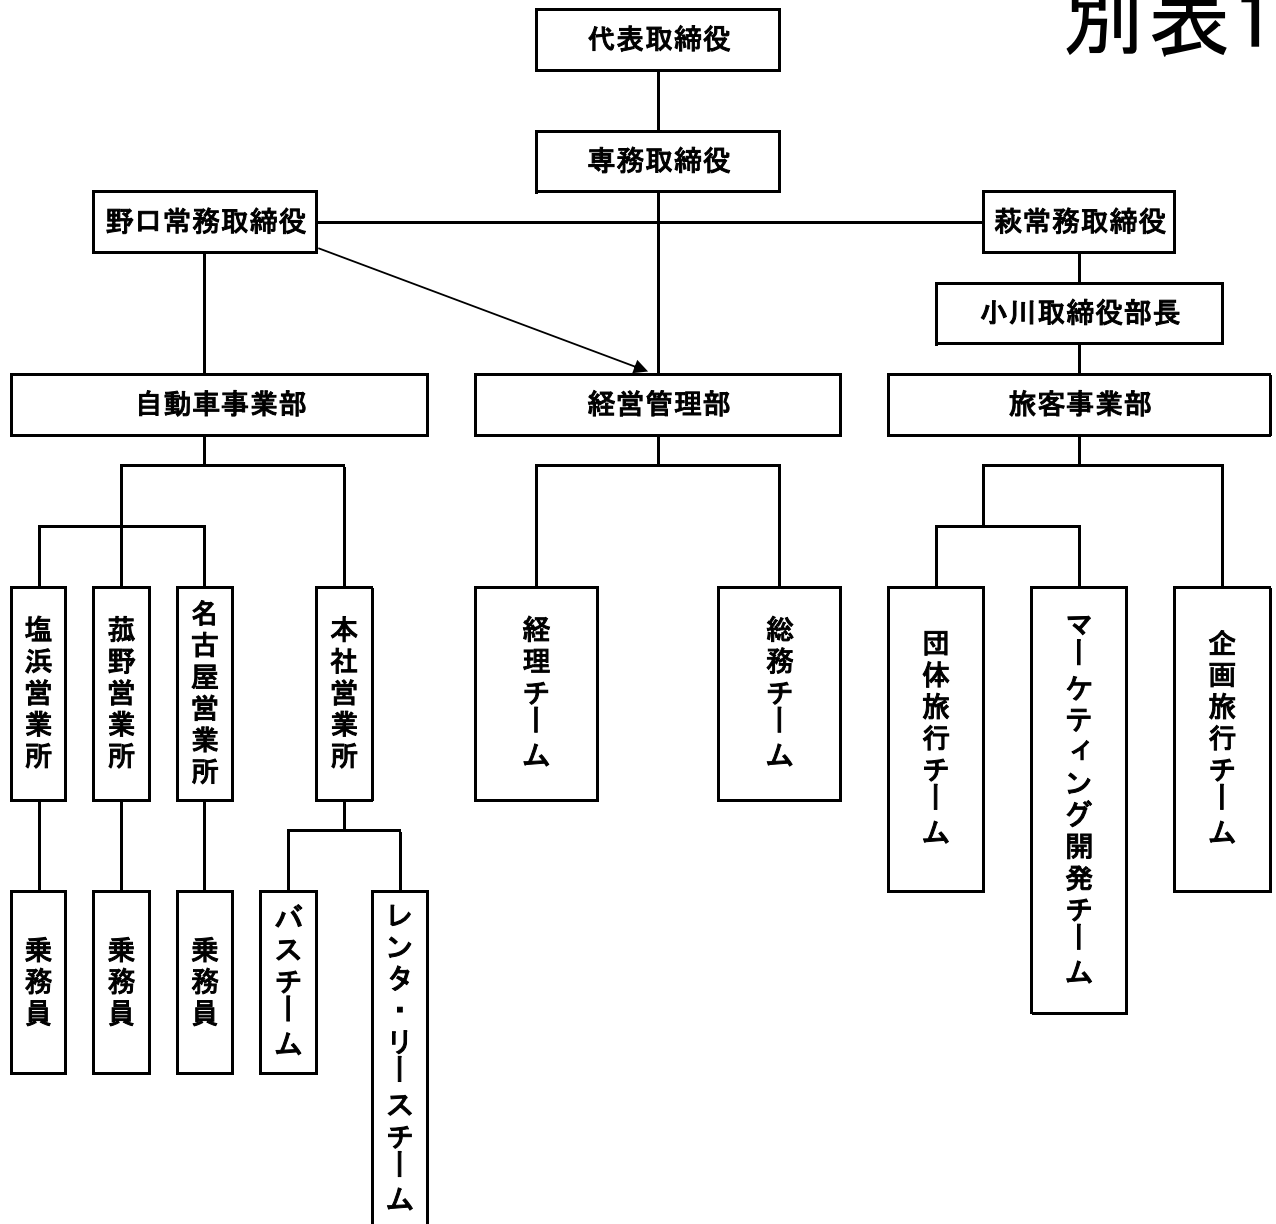 別表1
代表取締役
専務取締役
野口常務取締役
萩常務取締役
小川取締役部長
自動車事業部
経営管理部
旅客事業部
塩浜営業所
菰野営業所
名古屋営業所
本社営業所
経理チーム
総務チーム
団体旅行チーム
マーケティング開発チーム
企画旅行チーム
乗務員
乗務員
乗務員
バスチーム
レンタ・リースチーム